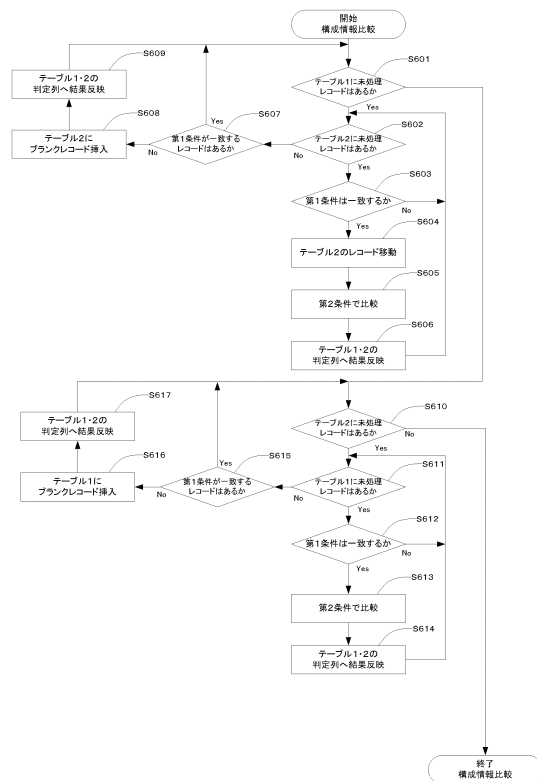 開始
構成情報比較
S601
テーブル1に未処理
レコードはあるか
Yes
S602
テーブル2に未処理
レコードはあるか
No
Yes
S607
第1条件が一致する
レコードはあるか
Yes
No
S608
テーブル2に
ブランクレコード挿入
S609
テーブル1・2の
判定列へ結果反映
S603
第1条件は一致するか
No
Yes
S604
テーブル2のレコード移動
S605
第2条件で比較
S606
テーブル1・2の
判定列へ結果反映
S610
テーブル2に未処理
レコードはあるか
No
Yes
S611
テーブル1に未処理
レコードはあるか
No
Yes
S615
第1条件が一致する
レコードはあるか
Yes
No
S616
テーブル1に
ブランクレコード挿入
S617
テーブル1・2の
判定列へ結果反映
S612
第1条件は一致するか
No
Yes
S613
第2条件で比較
S614
テーブル1・2の
判定列へ結果反映
終了
構成情報比較